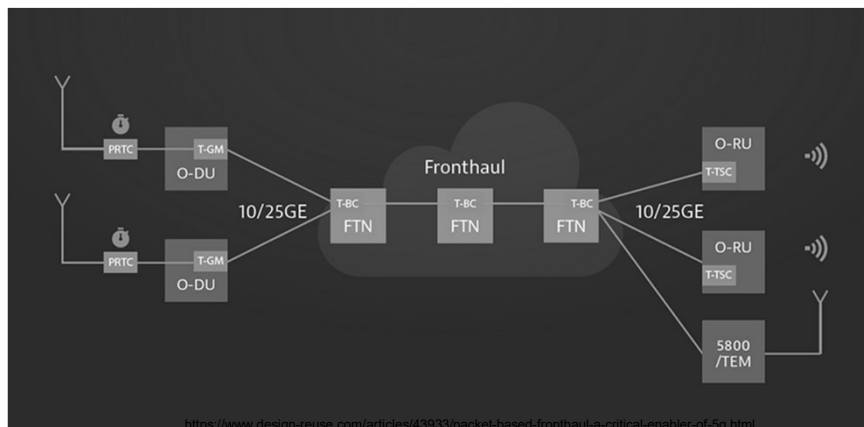 PRTC
T-GM
O-DU
PRTC
T-GM
O-DU
10/25GE
Fronthaul
T-BC
FTN
T-BC
FTN
T-BC
FTN
10/25GE
O-RU
T-TSC
O-RU
T-TSC
5800
/TEM
https://www.design-reuse.com/articles/43933/packet-based-fronthaul-a-critical-enabler-of-5g.html